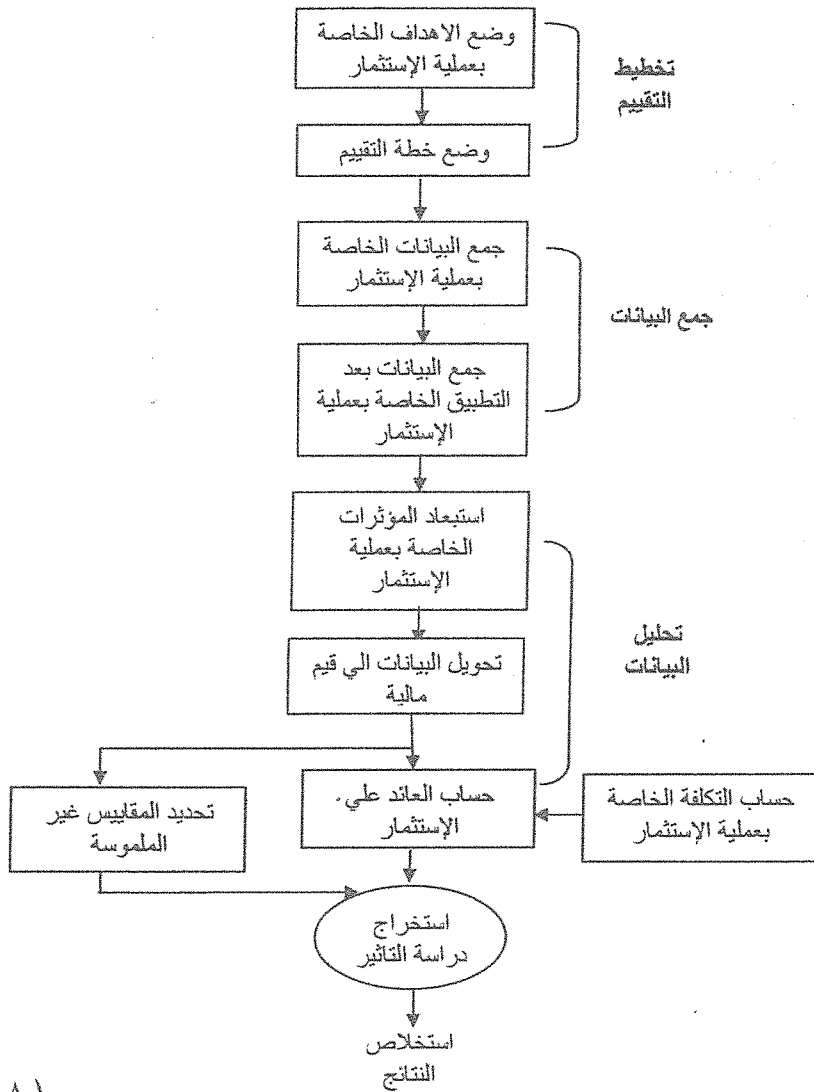 وضع الاهداف الخاصة
بعملية الإستثمار
تخطيط
التقييم
وضع خطة التقييم
جمع البيانات الخاصة
بعملية الإستثمار
جمع البيانات
جمع البيانات بعد
التطبيق الخاصة بعملية
الإستثمار
استبعاد المؤثرات
الخاصة بعملية
الإستثمار
تحليل
البيانات
تحويل البيانات الي قيم
مالية
حساب التكلفة الخاصة
بعملية الإستثمار
حساب العائد علي
الإستثمار
تحديد المقاييس غير
الملموسة
استخراج
دراسة التاثير
استخلاص
النتائج